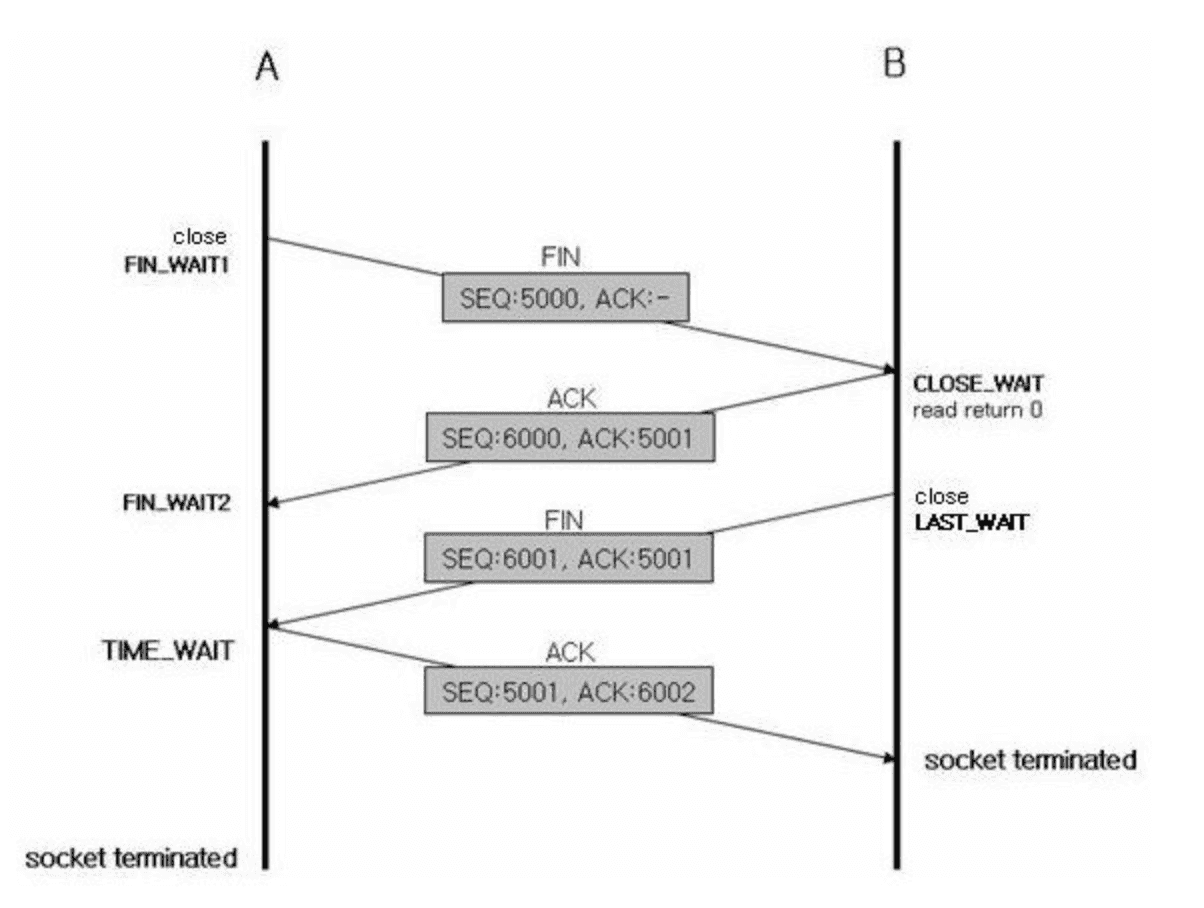 A
B
close
FIN_WAIT1
FIN
SEQ:5000, ACK:-
CLOSE_WAIT
read return 0
ACK
SEQ:6000, ACK:5001
FIN_WAIT2
close
LAST_WAIT
FIN
SEQ:6001, ACK:5001
TIME_WAIT
ACK
SEQ:5001, ACK:6002
socket terminated
socket terminated